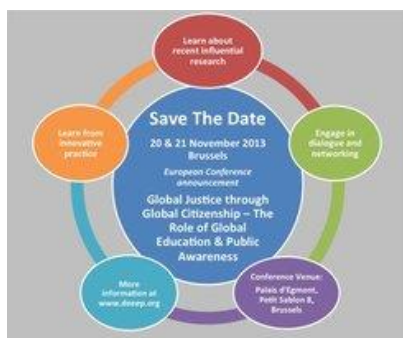 Learn about
recent influential
research
Learn from
innovative
practice
Save The Date
20 & 21 November 2013
Brussels
European Conference
announcement
Global Justice through
Global Citizenship – The
Role of Global
Education & Public
Awareness
Engage in
dialogue and
networking
More
information at
www.deeep.org
Conference Venue:
Palais d'Egmont,
Petit Sablon 8,
Brussels